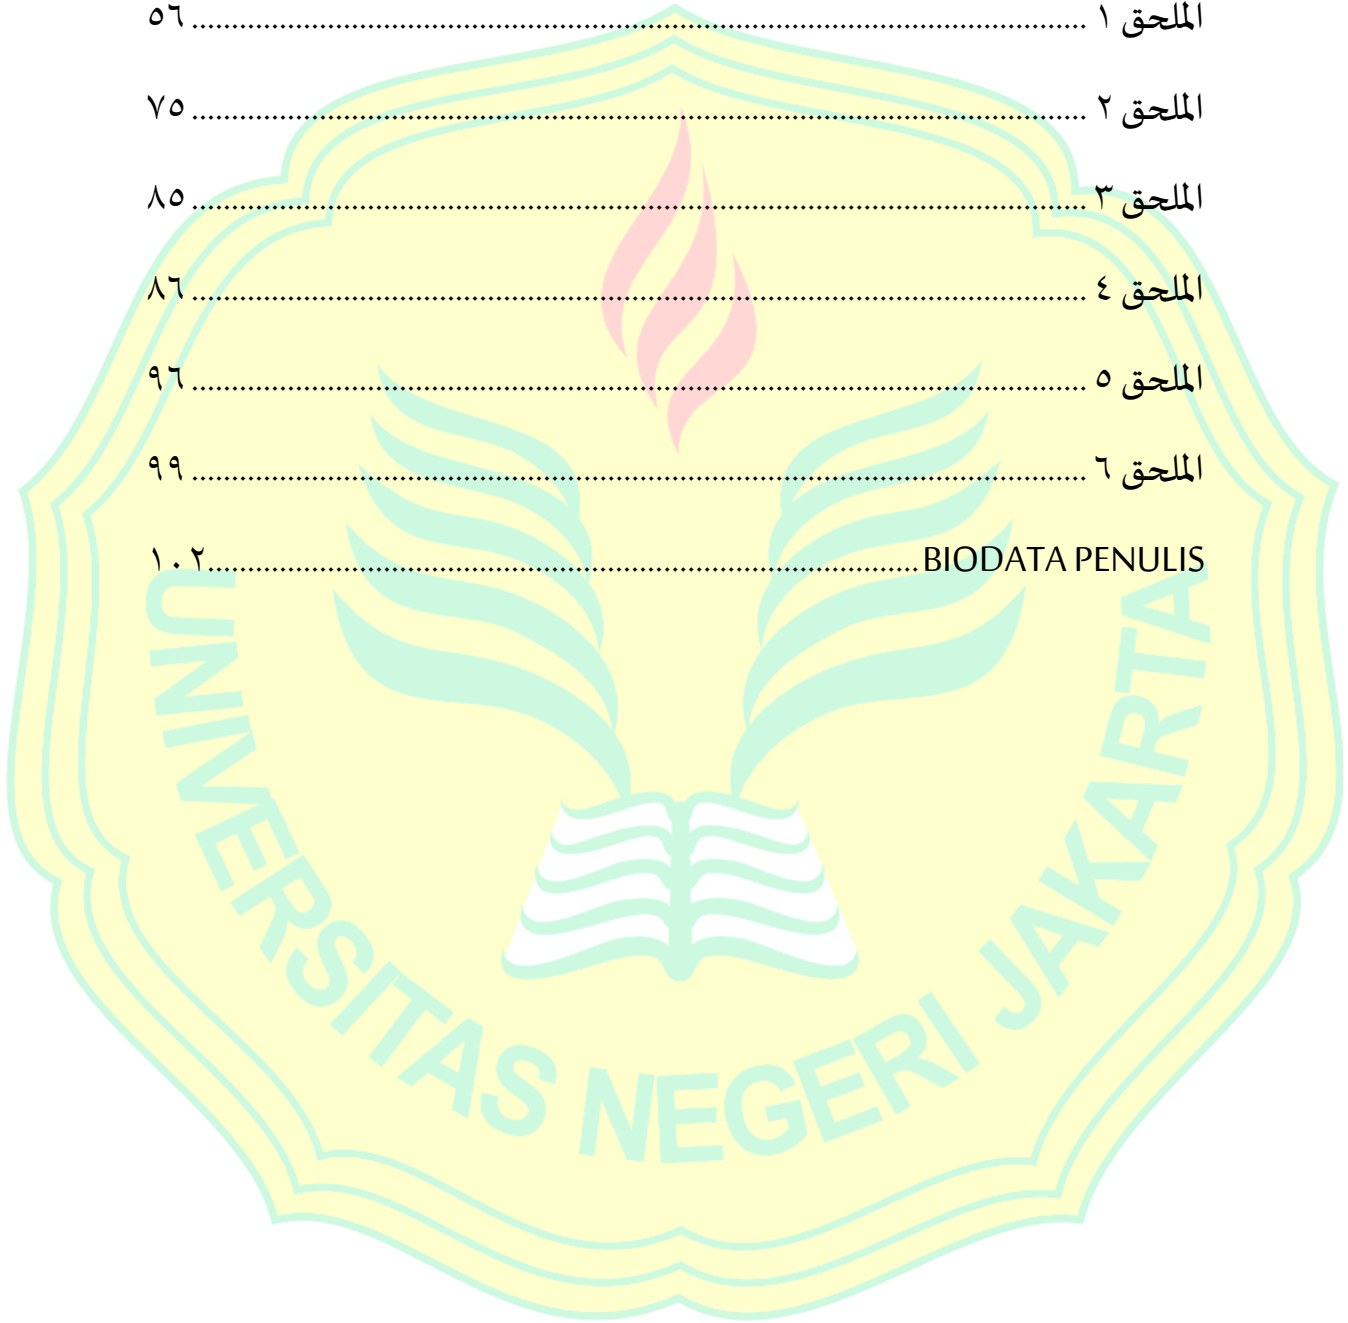 الملحق ١ ................................................................................................................ ٥٦
الملحق ٢ ................................................................................................................ ٧٥
الملحق ٣ ................................................................................................................ ٨٥
الملحق ٤ ................................................................................................................ ٨٦
الملحق ٥ ................................................................................................................ ٩٦
الملحق ٦ ................................................................................................................ ٩٩
BIODATA PENULIS.........................................................................................١٠٢
UNIVERSITAS NEGERI JAKARTA